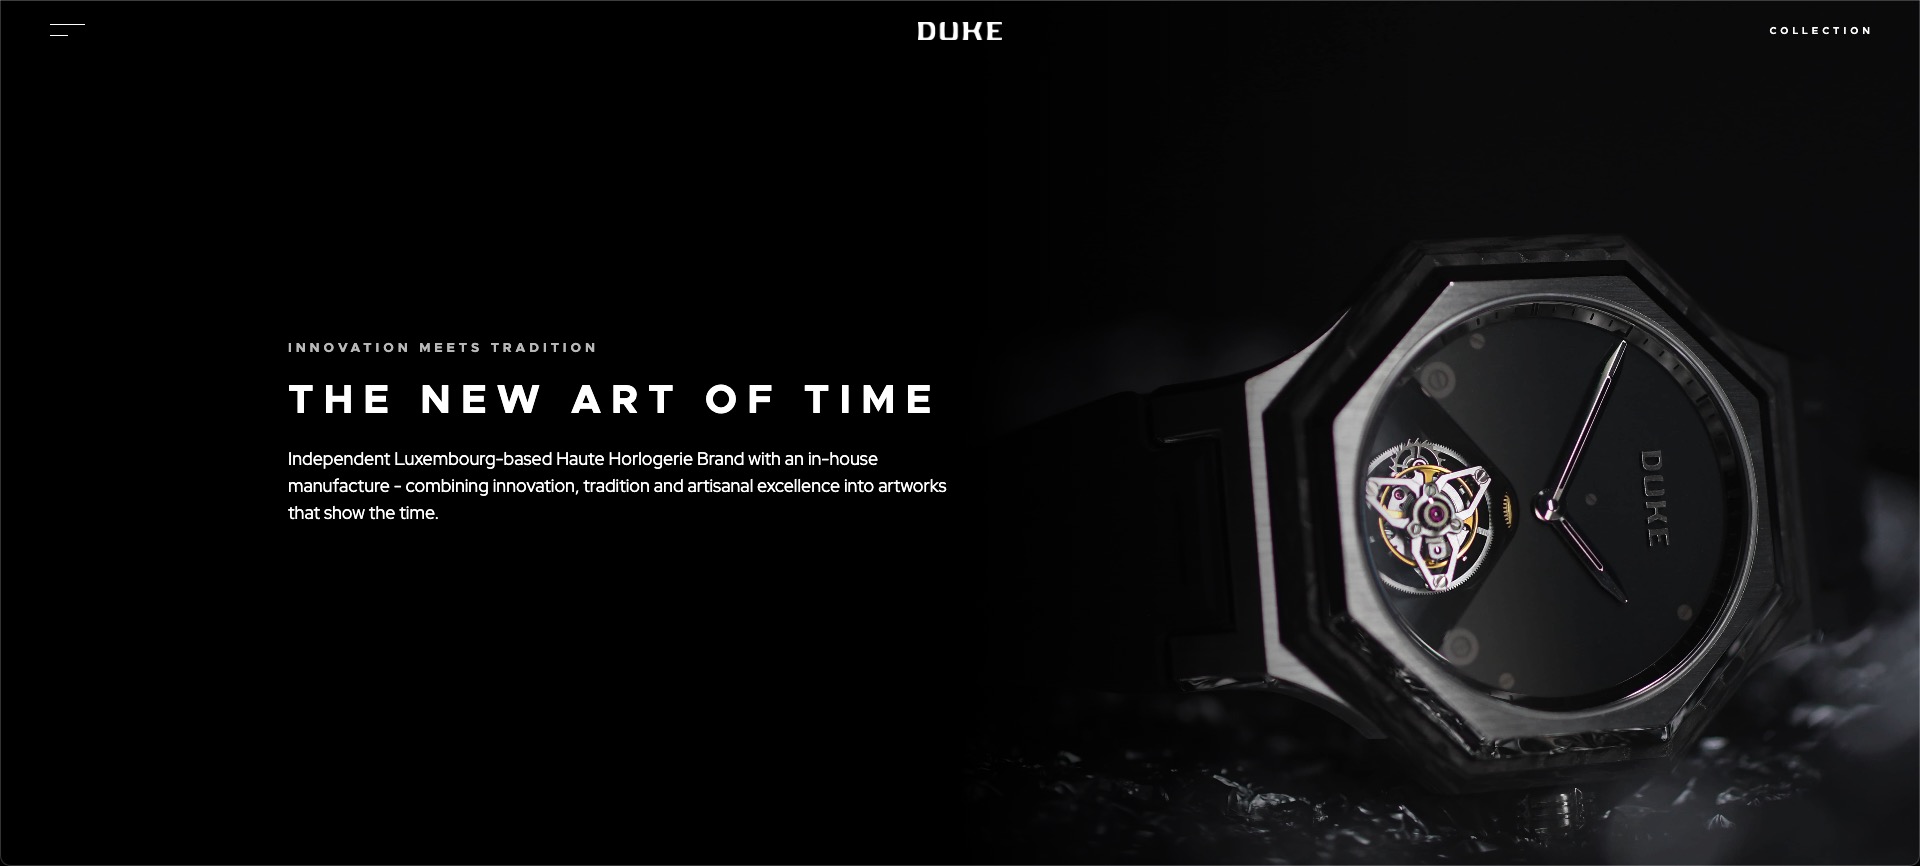 DUKE
COLLECTION
INNOVATION MEETS TRADITION
THE NEW ART OF TIME
Independent Luxembourg-based Haute Horlogerie Brand with an in-house
manufacture - combining innovation, tradition and artisanal excellence into artworks
that show the time.
DUKE